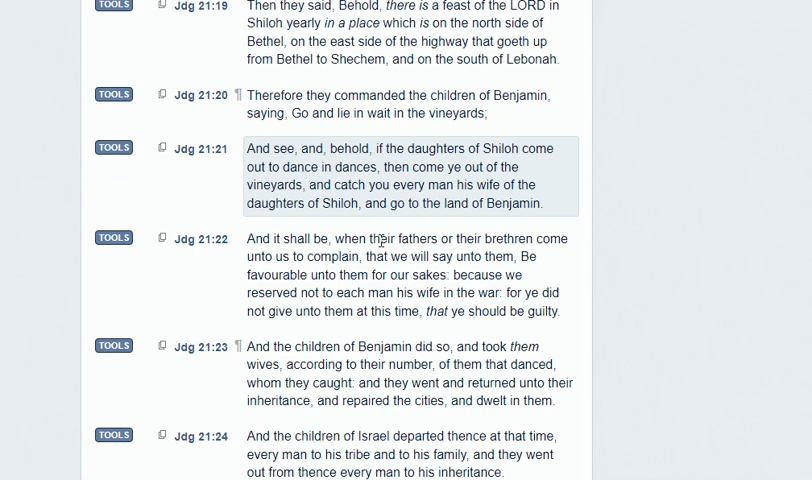 TOOLS Jdg 21:19 Then they said, Behold, there is a feast of the LORD in
Shiloh yearly in a place which is on the north side of
Bethel, on the east side of the highway that goeth up
from Bethel to Shechem, and on the south of Lebonah.
TOOLS Jdg 21:20 ¶ Therefore they commanded the children of Benjamin,
saying, Go and lie in wait in the vineyards;
TOOLS Jdg 21:21 And see, and, behold, if the daughters of Shiloh come
out to dance in dances, then come ye out of the
vineyards, and catch you every man his wife of the
daughters of Shiloh, and go to the land of Benjamin.
TOOLS Jdg 21:22 And it shall be, when their fathers or their brethren come
unto us to complain, that we will say unto them, Be
favourable unto them for our sakes: because we
reserved not to each man his wife in the war: for ye did
not give unto them at this time, that ye should be guilty.
TOOLS Jdg 21:23 ¶ And the children of Benjamin did so, and took them
wives, according to their number, of them that danced,
whom they caught: and they went and returned unto their
inheritance, and repaired the cities, and dwelt in them.
TOOLS Jdg 21:24 And the children of Israel departed thence at that time,
every man to his tribe and to his family, and they went
out from thence every man to his inheritance.